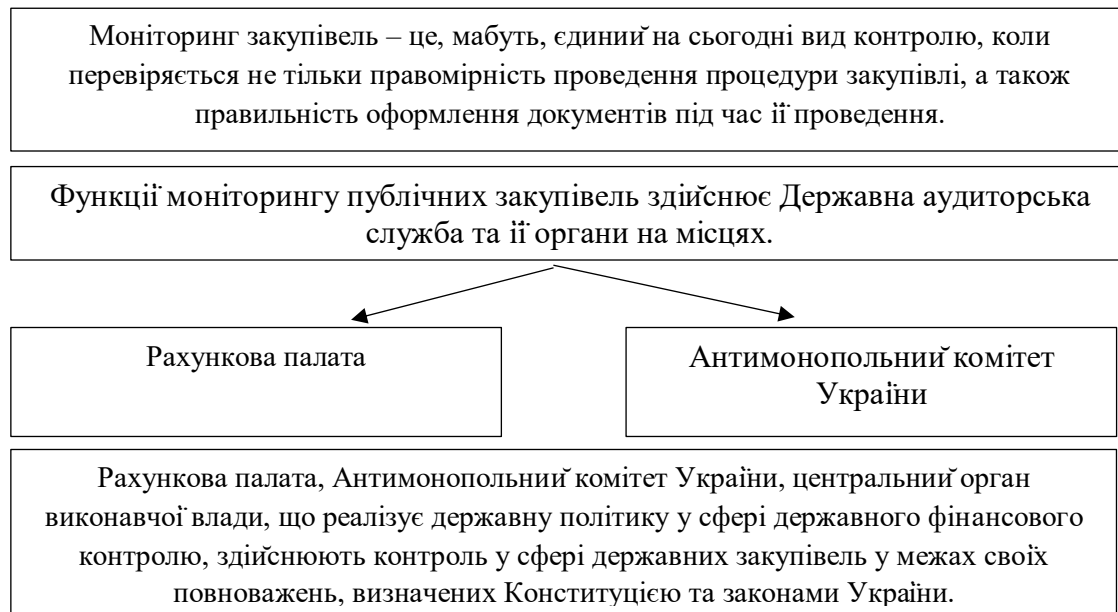 Моніторинг закупівель – це, мабуть, єдиний на сьогодні вид контролю, коли
перевіряється не тільки правомірність проведення процедури закупівлі, а також
правильність оформлення документів під час її проведення.
Функції моніторингу публічних закупівель здійснює Державна аудиторська
служба та її органи на місцях.
Рахункова палата
Антимонопольний комітет
України
Рахункова палата, Антимонопольний комітет України, центральний орган
виконавчої влади, що реалізує державну політику у сфері державного фінансового
контролю, здійснюють контроль у сфері державних закупівель у межах своїх
повноважень, визначених Конституцією та законами України.